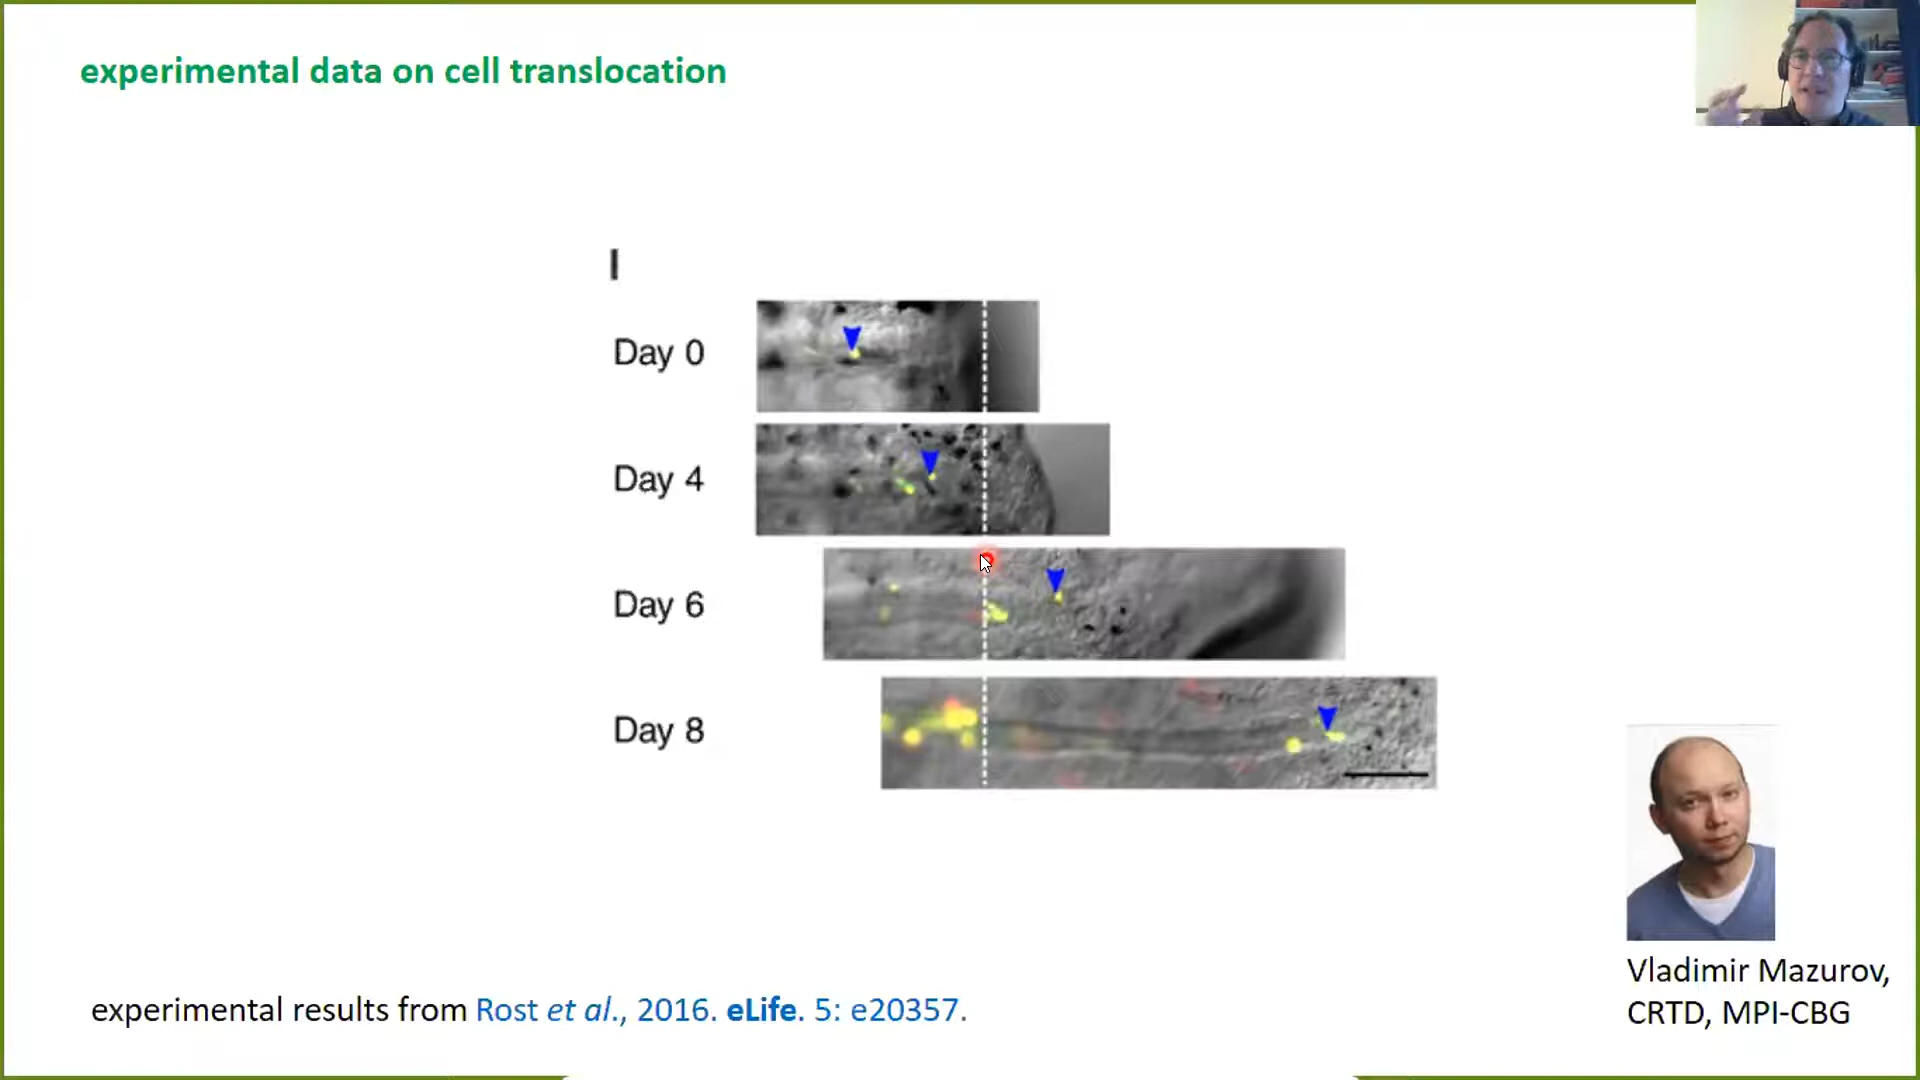 experimental data on cell translocation
I
Day 0
Day 4
Day 6
Day 8
Vladimir Mazurov,
CRTD, MPI-CBG
experimental results from Rost et al., 2016. eLife. 5: e20357.